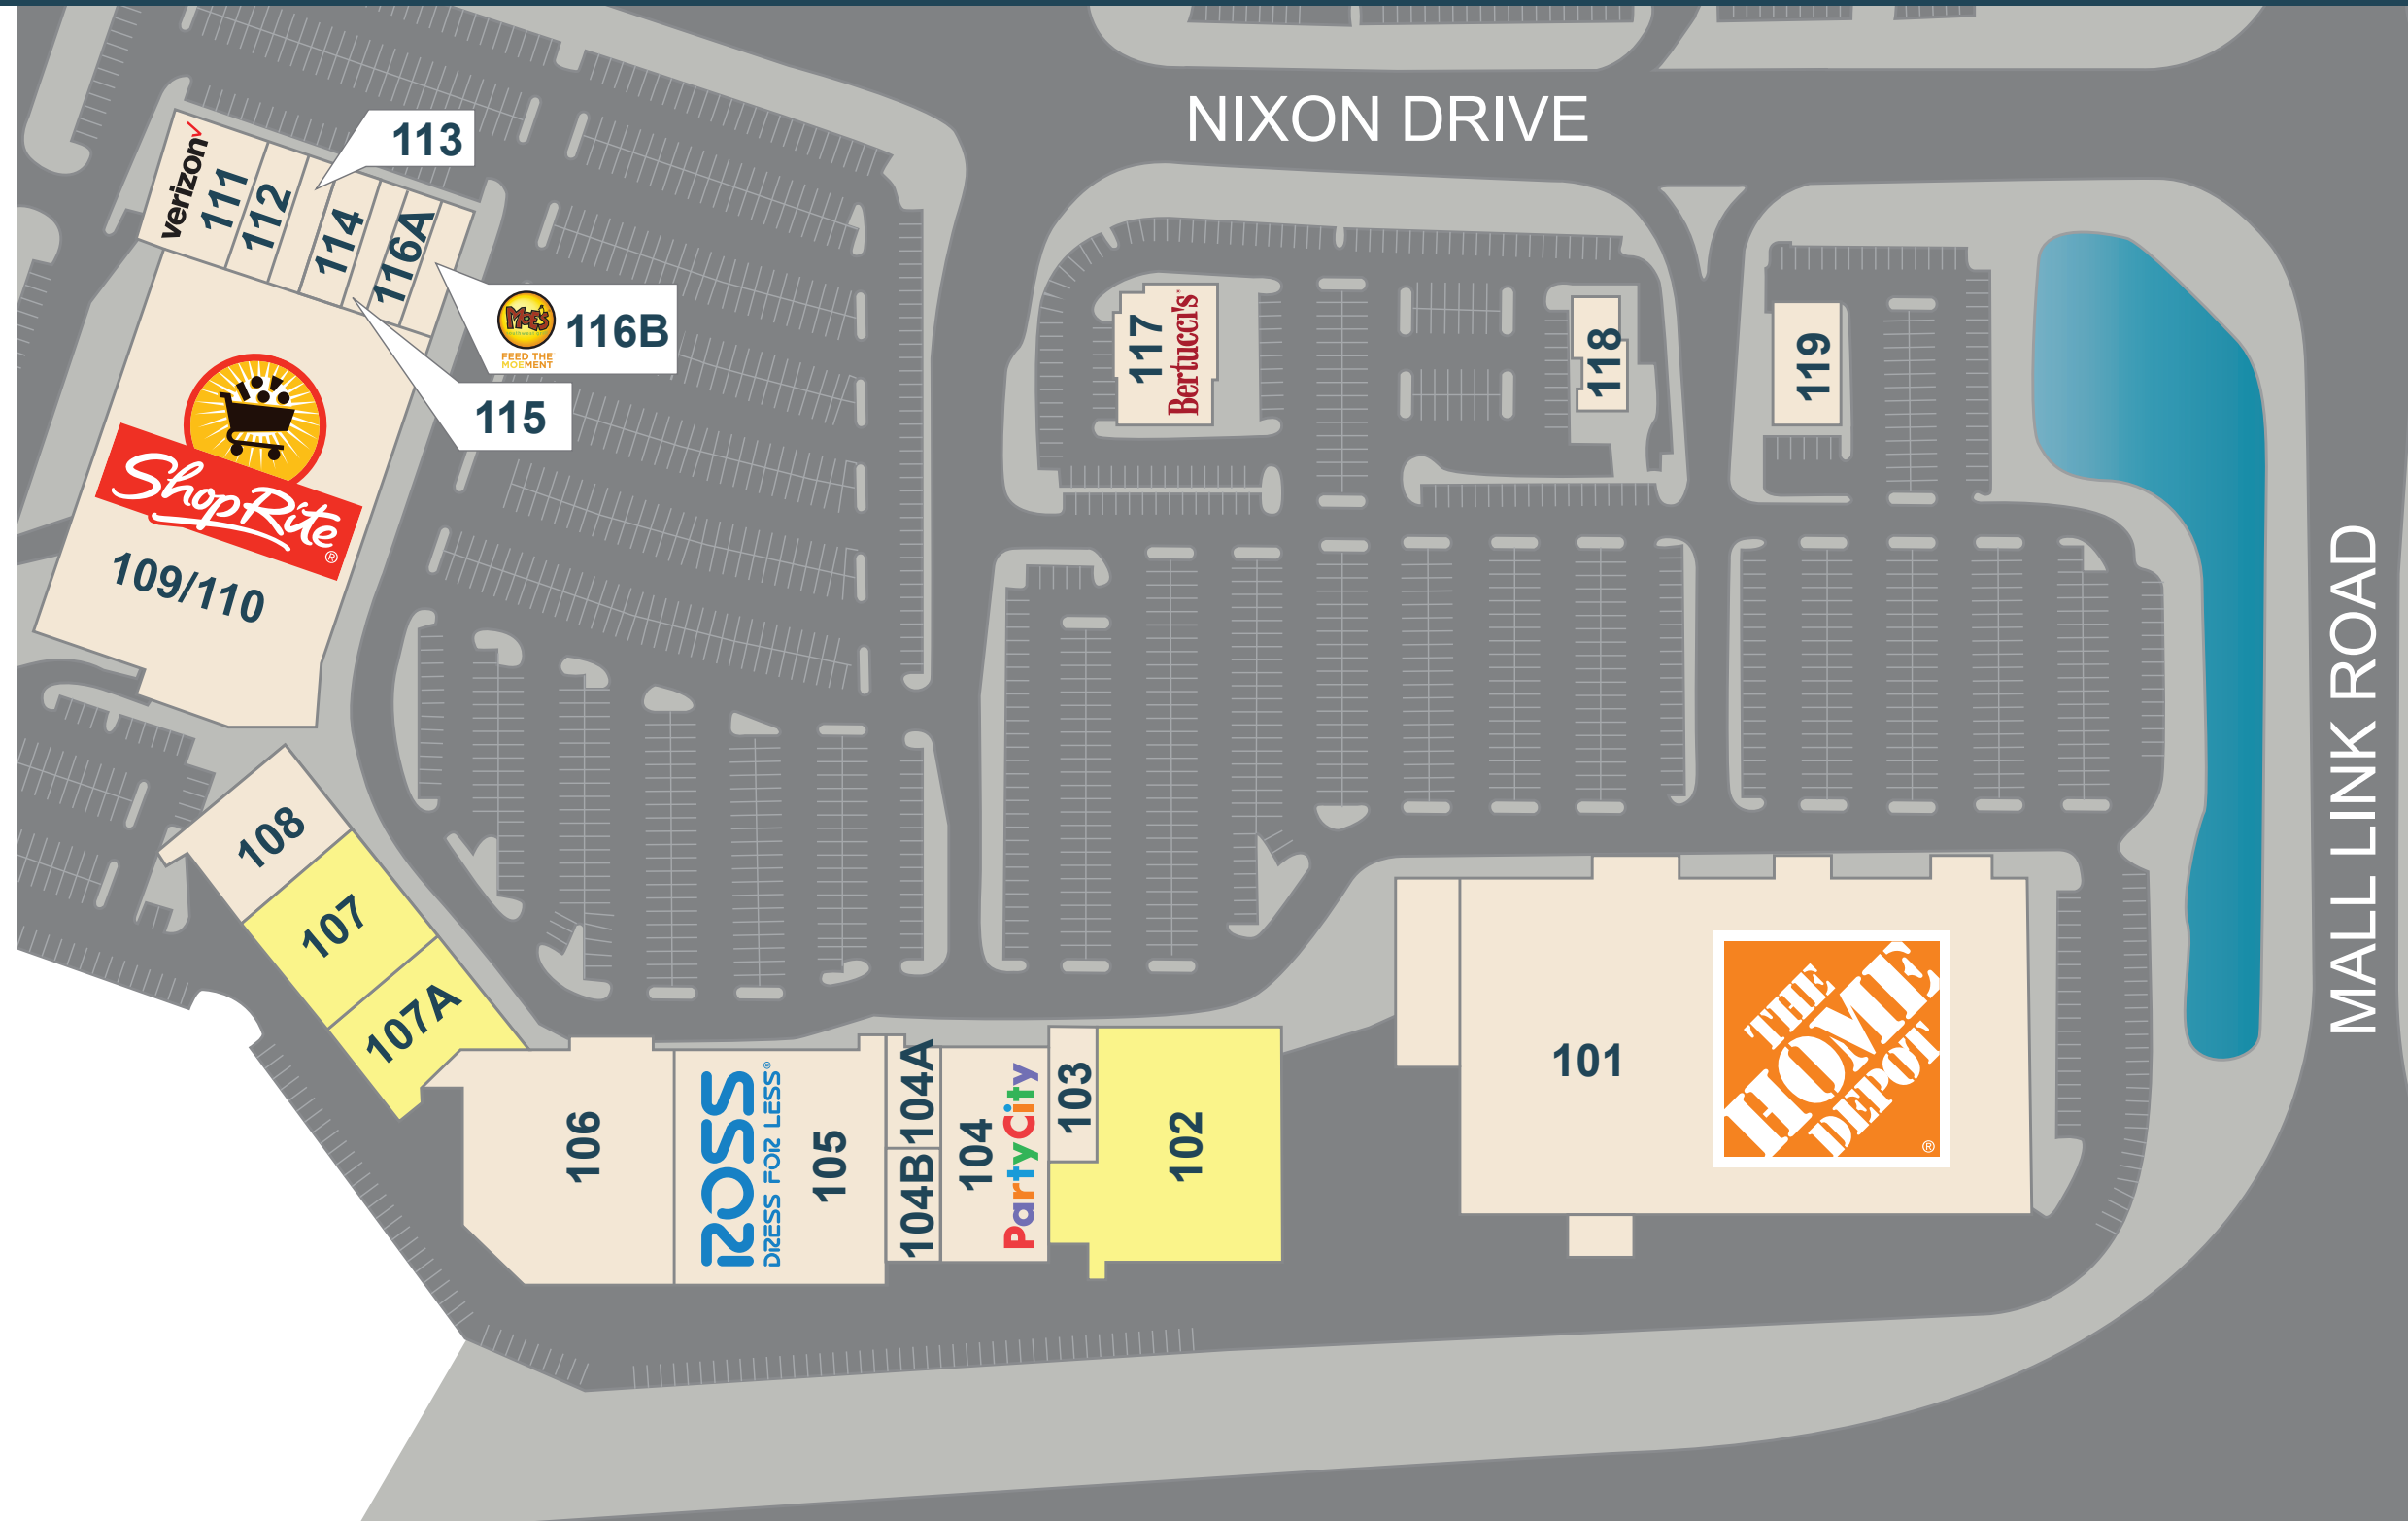 NIXON DRIVE
113
verizon
111
112
114
116A
MOE'S
FEED THE
MOEMENT
116B
115
117
Bertucci's
118
119
ShopRite®
109/110
MALL LINK ROAD
108
107
107A
106
ROSS
DRESS FOR LESS®
105
104A
104B
104
PartyCity
103
102
101
THE
HOME
DEPOT
®